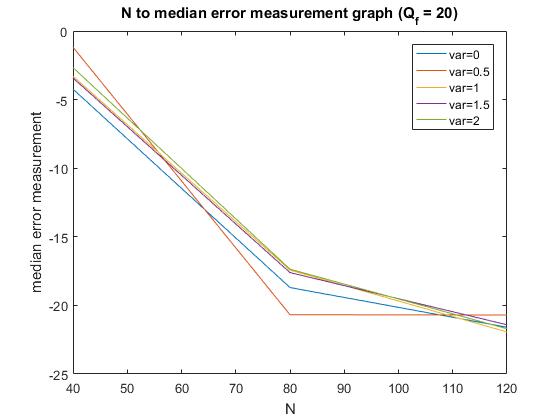 N to median error measurement graph (Q_f = 20)
0
-5
-10
-15
-20
-25
median error measurement
40 50 60 70 80 90 100 110 120
N
var=0
var=0.5
var=1
var=1.5
var=2